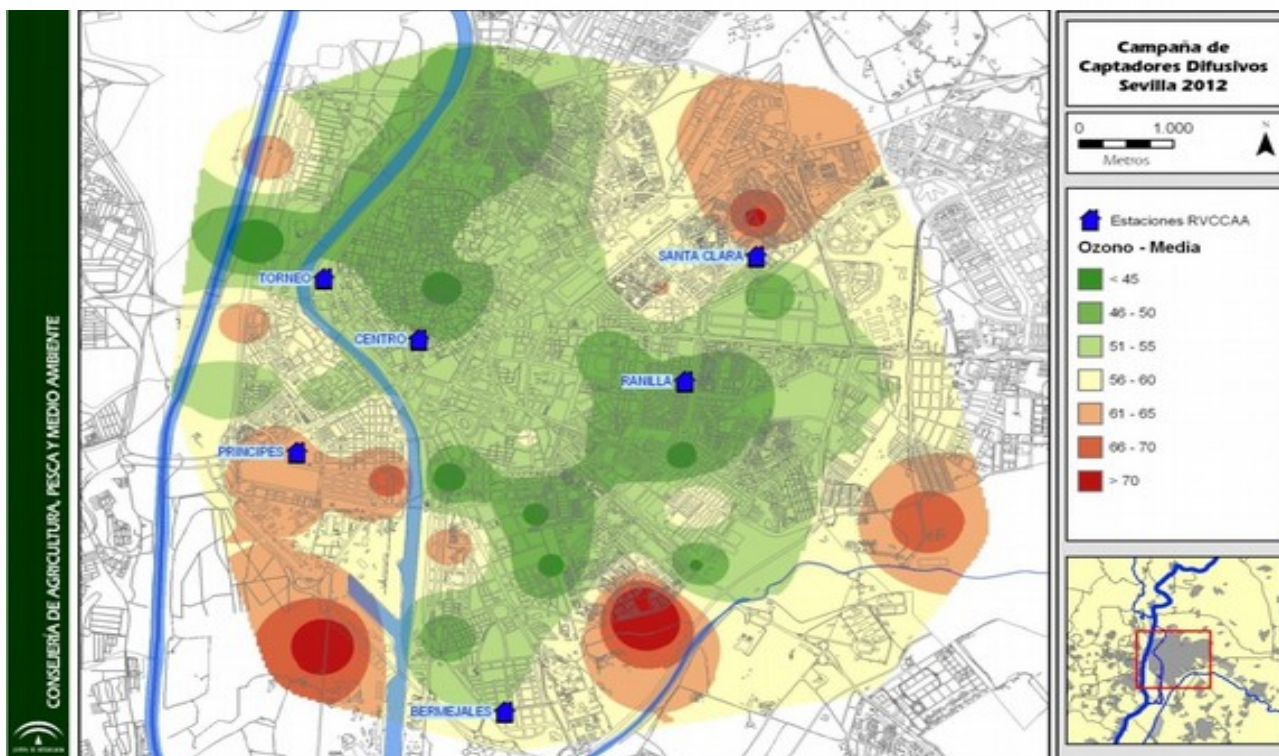 CONSEJERÍA DE AGRICULTURA, PESCA Y MEDIO AMBIENTE
TORNEO
CENTRO
SANTA CLARA
RANILLA
PRINCIPES
BERMEJALES
Campaña de
Captadores Difusivos
Sevilla 2012
0 1.000
Metros
N
Estaciones RVCCAA
Ozono - Media
< 45
46 - 50
51 - 55
56 - 60
61 - 65
66 - 70
> 70